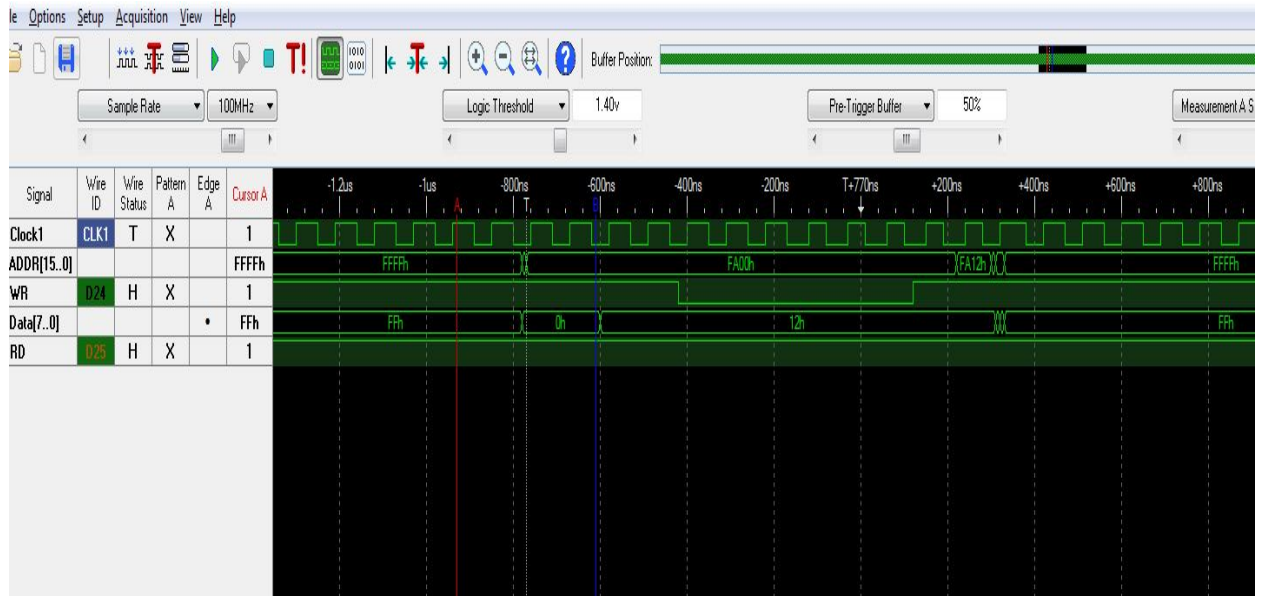 le Options Setup Acquisition View Help
T! 1010 0101 ? Buffer Position:
Sample Rate 100MHz Logic Threshold 1.40v Pre-Trigger Buffer 50% Measurement A S
Signal Wire ID Wire Status Pattern A Edge A Cursor A -1.2us -1us -800ns -600ns -400ns -200ns T+770ns +200ns +400ns +600ns +800ns
A T B
Clock1 CLK1 T X 1
ADDR[15..0] FFFFh FFFFh FA00h FA12h FFFFh
WR D24 H X 1
Data[7..0] • FFh FFh 0h 12h FFh
RD D25 H X 1